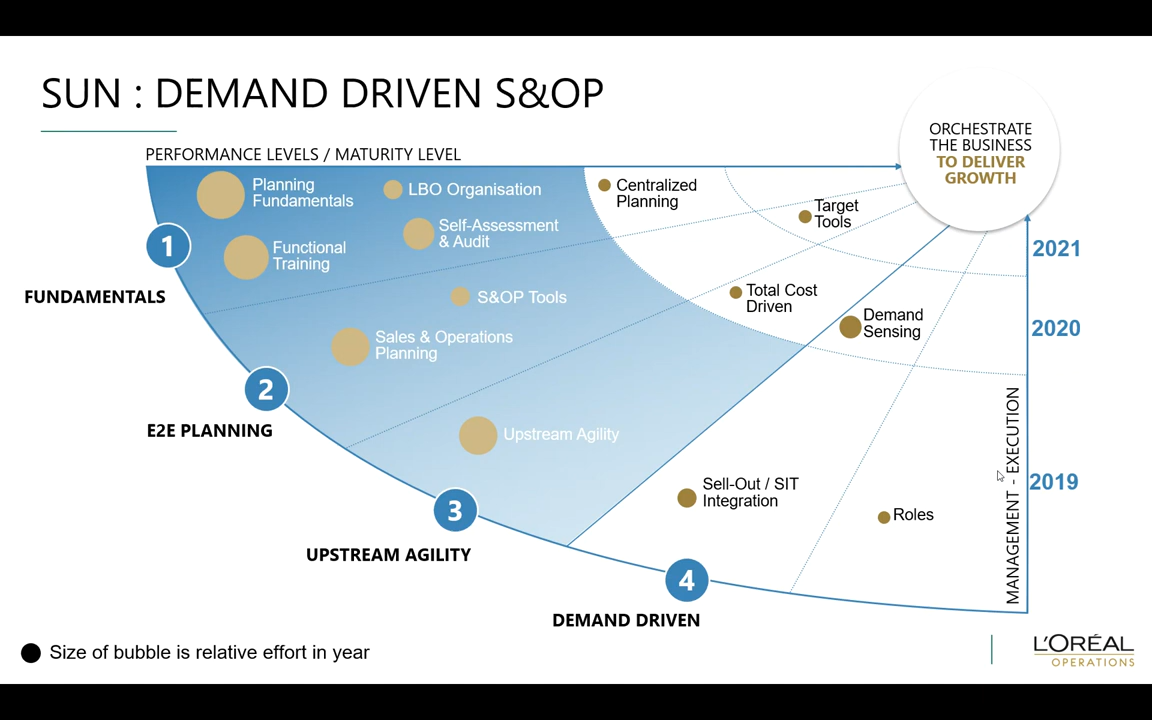 SUN : DEMAND DRIVEN S&OP
PERFORMANCE LEVELS / MATURITY LEVEL
ORCHESTRATE
THE BUSINESS
TO DELIVER
GROWTH
Planning
Fundamentals
LBO Organisation
Centralized
Planning
Target
Tools
Self-Assessment
& Audit
Functional
Training
1
FUNDAMENTALS
2021
S&OP Tools
Total Cost
Driven
Demand
Sensing
2020
Sales & Operations
Planning
2
E2E PLANNING
Upstream Agility
MANAGEMENT - EXECUTION
2019
Sell-Out / SIT
Integration
Roles
3
UPSTREAM AGILITY
4
DEMAND DRIVEN
Size of bubble is relative effort in year
L'ORÉAL
OPERATIONS